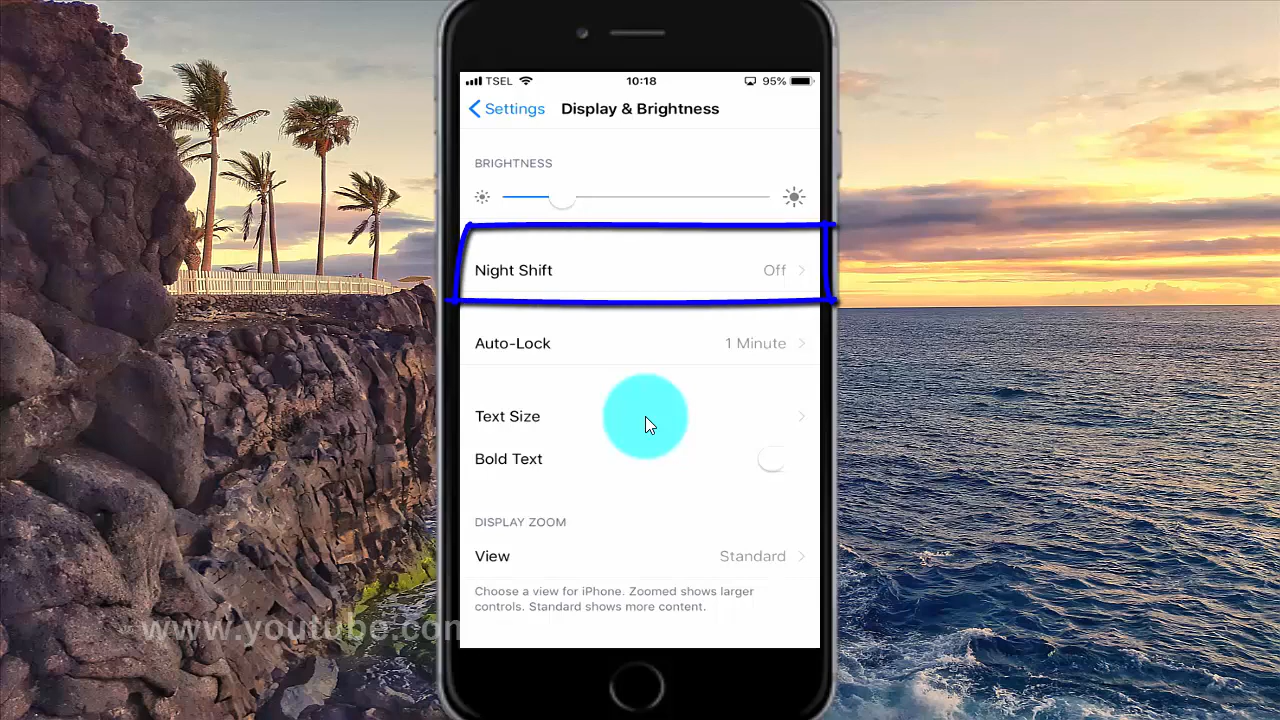 TSEL 10:18 95%
Settings Display & Brightness
BRIGHTNESS
Night Shift Off
Auto-Lock 1 Minute
Text Size
Bold Text
DISPLAY ZOOM
View Standard
Choose a view for iPhone. Zoomed shows larger
controls. Standard shows more content.
www.youtube.com